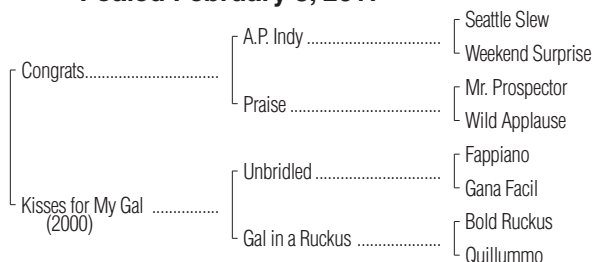 Seattle Slew
A.P. Indy ..........................................
Weekend Surprise
Congrats..........................................
Mr. Prospector
Praise ..........................................
Wild Applause
Fappiano
Unbridled ..........................................
Gana Facil
Kisses for My Gal .....................
(2000)
Bold Ruckus
Gal in a Ruckus ..........................
Quillummo